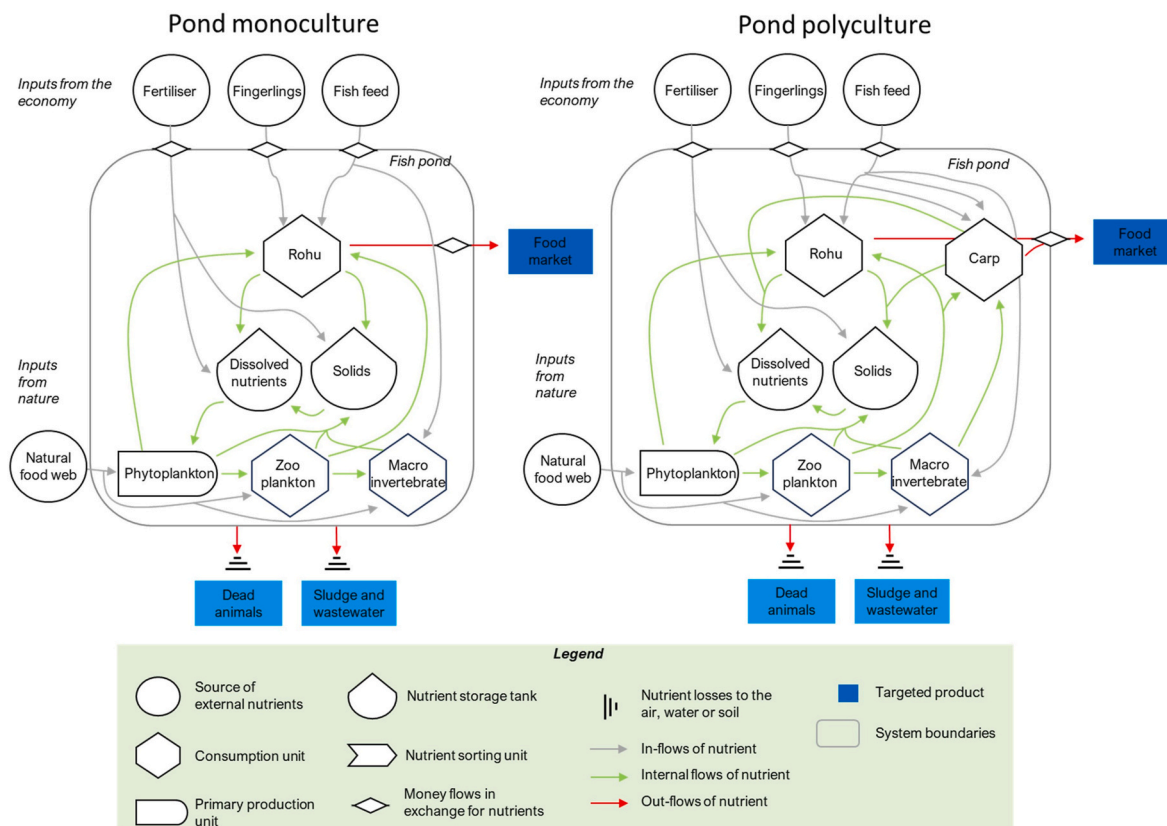 Pond monoculture
Inputs from the
economy
Fertiliser
Fingerlings
Fish feed
Fish pond
Rohu
Food
market
Dissolved
nutrients
Solids
Inputs
from
nature
Natural
food web
Phytoplankton
Zoo
plankton
Macro
invertebrate
Dead
animals
Sludge and
wastewater
Pond polyculture
Inputs from the
economy
Fertiliser
Fingerlings
Fish feed
Fish pond
Rohu
Carp
Food
market
Dissolved
nutrients
Solids
Inputs
from
nature
Natural
food web
Phytoplankton
Zoo
plankton
Macro
invertebrate
Dead
animals
Sludge and
wastewater
Legend
Source of
external nutrients
Consumption unit
Primary production
unit
Nutrient storage tank
Nutrient sorting unit
Money flows in
exchange for nutrients
Nutrient losses to the
air, water or soil
In-flows of nutrient
Internal flows of nutrient
Out-flows of nutrient
Targeted product
System boundaries